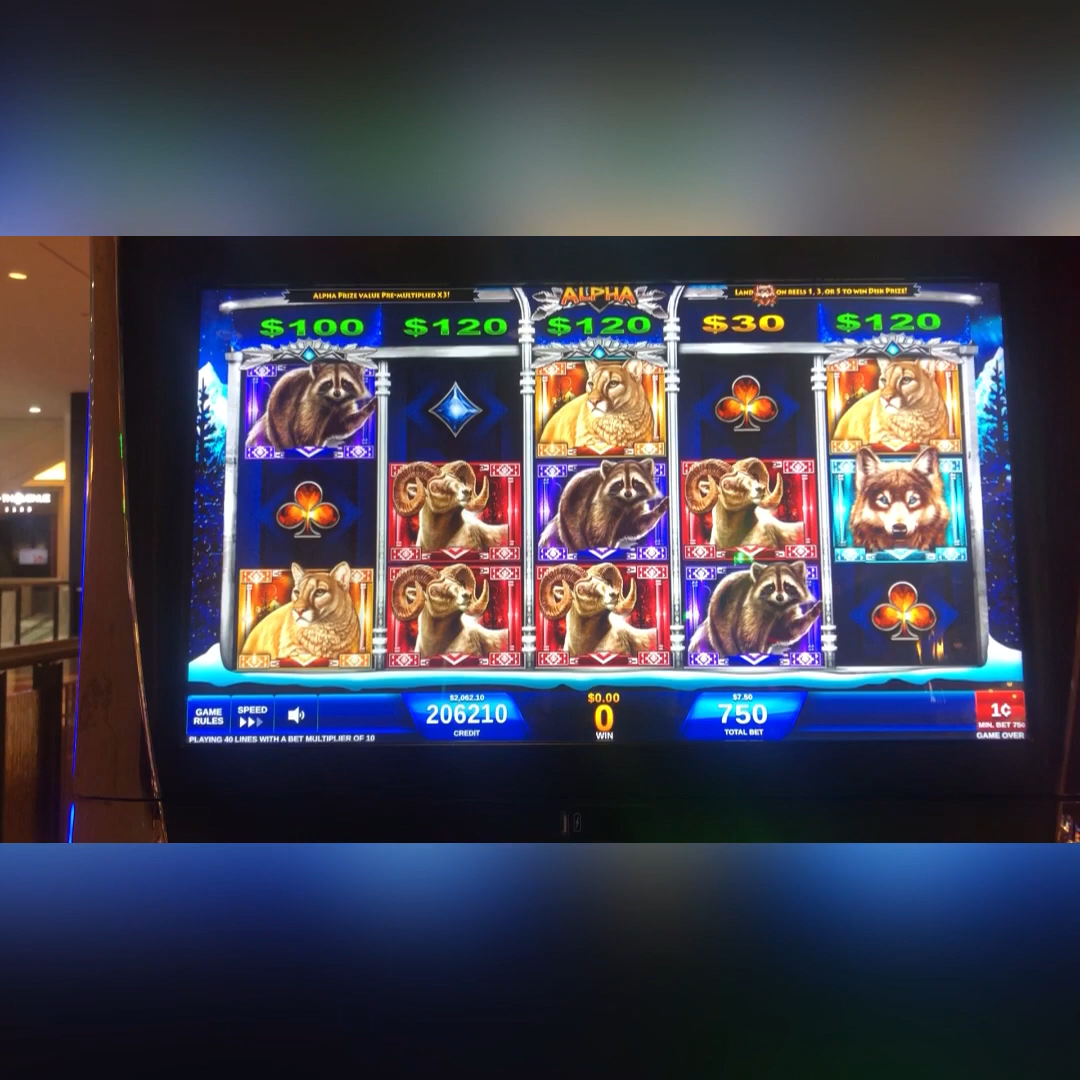 ALPHA PRIZE VALUE PRE-MULTIPLIED X3!
ALPHA
LAND ON REELS 1, 3, OR 5 TO WIN DISK PRIZE!
$100 $120 $120 $30 $120
GAME RULES
SPEED
$2,062.10
206210
CREDIT
$0.00
0
WIN
$7.50
750
TOTAL BET
1¢
MIN. BET 75¢
GAME OVER
PLAYING 40 LINES WITH A BET MULTIPLIER OF 10